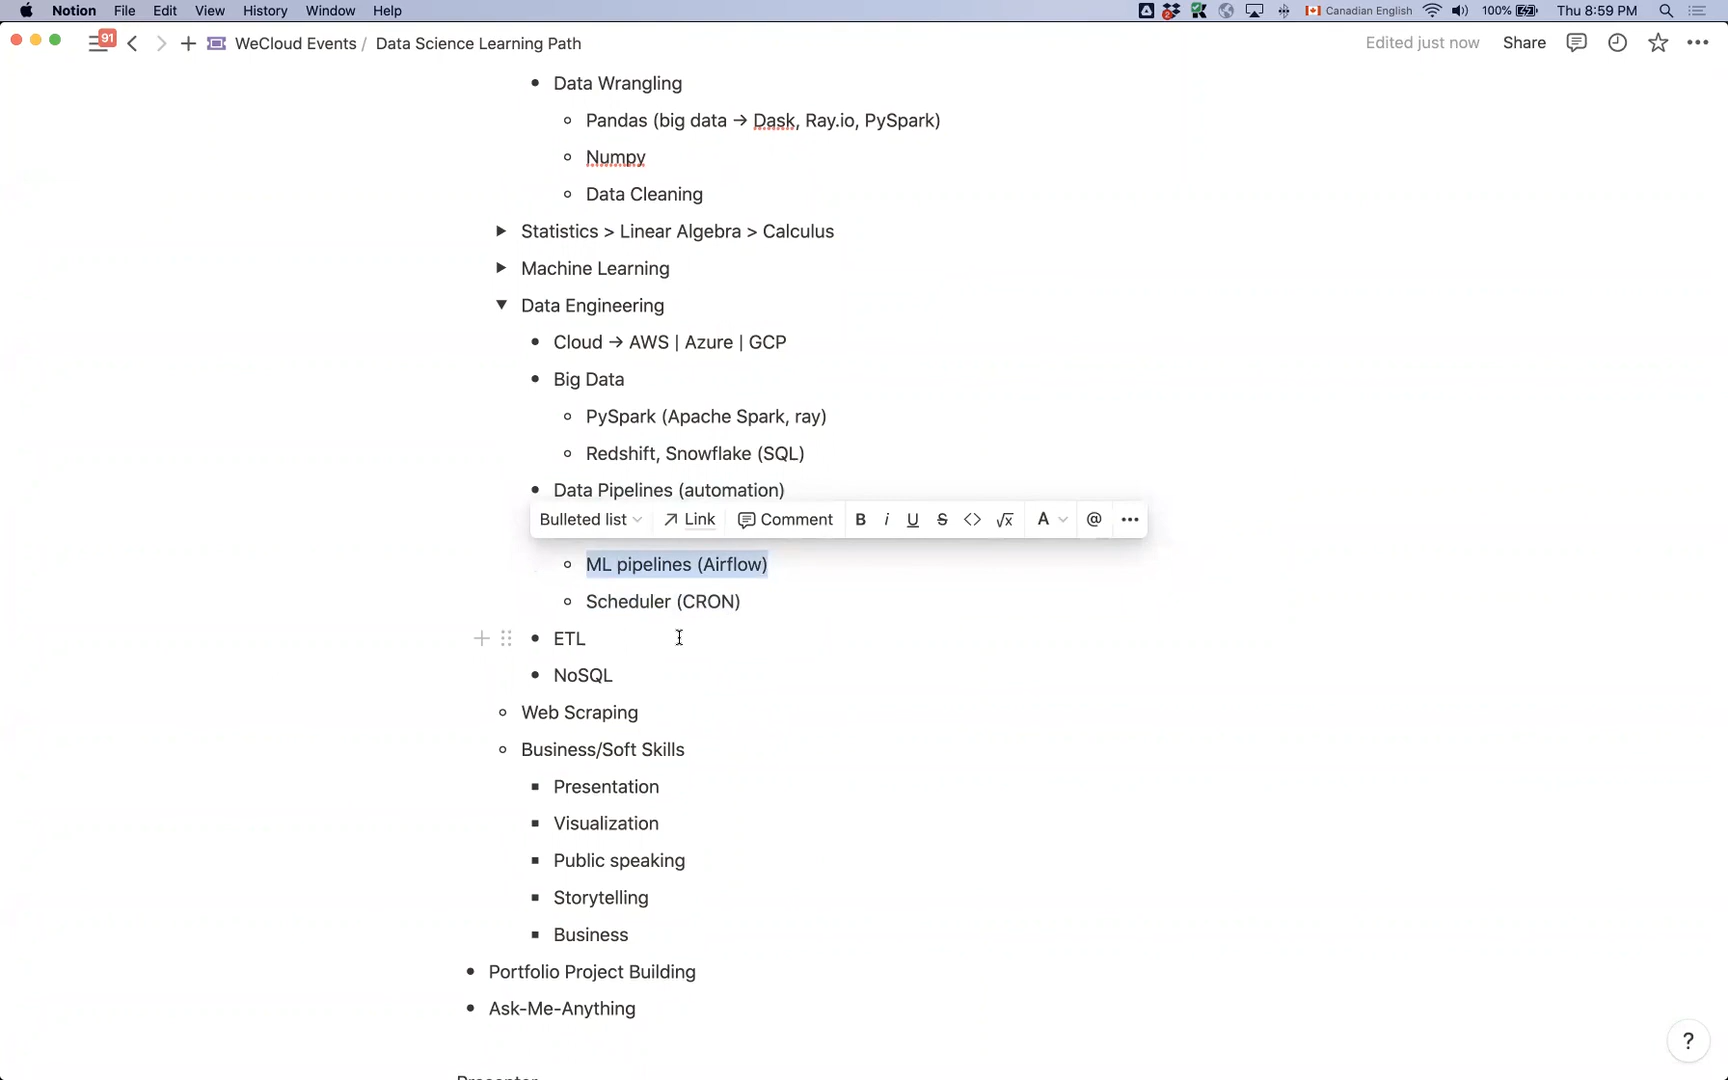 Notion File Edit View History Window Help 2 Canadian English 100% Thu 8:59 PM
91 WeCloud Events / Data Science Learning Path Edited just now Share
Data Wrangling
Pandas (big data → Dask, Ray.io, PySpark)
Numpy
Data Cleaning
Statistics > Linear Algebra > Calculus
Machine Learning
Data Engineering
Cloud → AWS | Azure | GCP
Big Data
PySpark (Apache Spark, ray)
Redshift, Snowflake (SQL)
Data Pipelines (automation)
Bulleted list Link Comment B i U S <> √x A @ •••
ML pipelines (Airflow)
Scheduler (CRON)
ETL
NoSQL
Web Scraping
Business/Soft Skills
Presentation
Visualization
Public speaking
Storytelling
Business
Portfolio Project Building
Ask-Me-Anything
Presenter
?